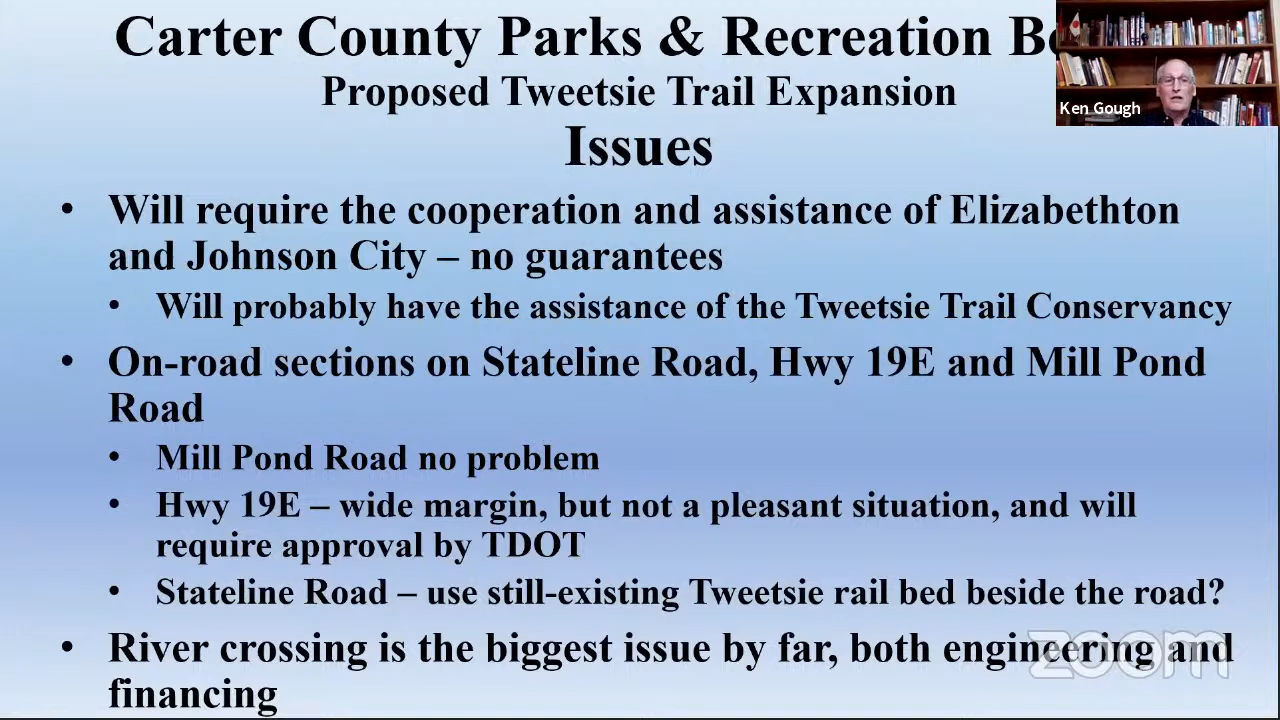 Carter County Parks & Recreation
Proposed Tweetsie Trail Expansion
Issues
Ken Gough
• Will require the cooperation and assistance of Elizabethton
and Johnson City – no guarantees
• Will probably have the assistance of the Tweetsie Trail Conservancy
• On-road sections on Stateline Road, Hwy 19E and Mill Pond
Road
• Mill Pond Road no problem
• Hwy 19E – wide margin, but not a pleasant situation, and will
require approval by TDOT
• Stateline Road – use still-existing Tweetsie rail bed beside the road?
• River crossing is the biggest issue by far, both engineering and
financing
zoom